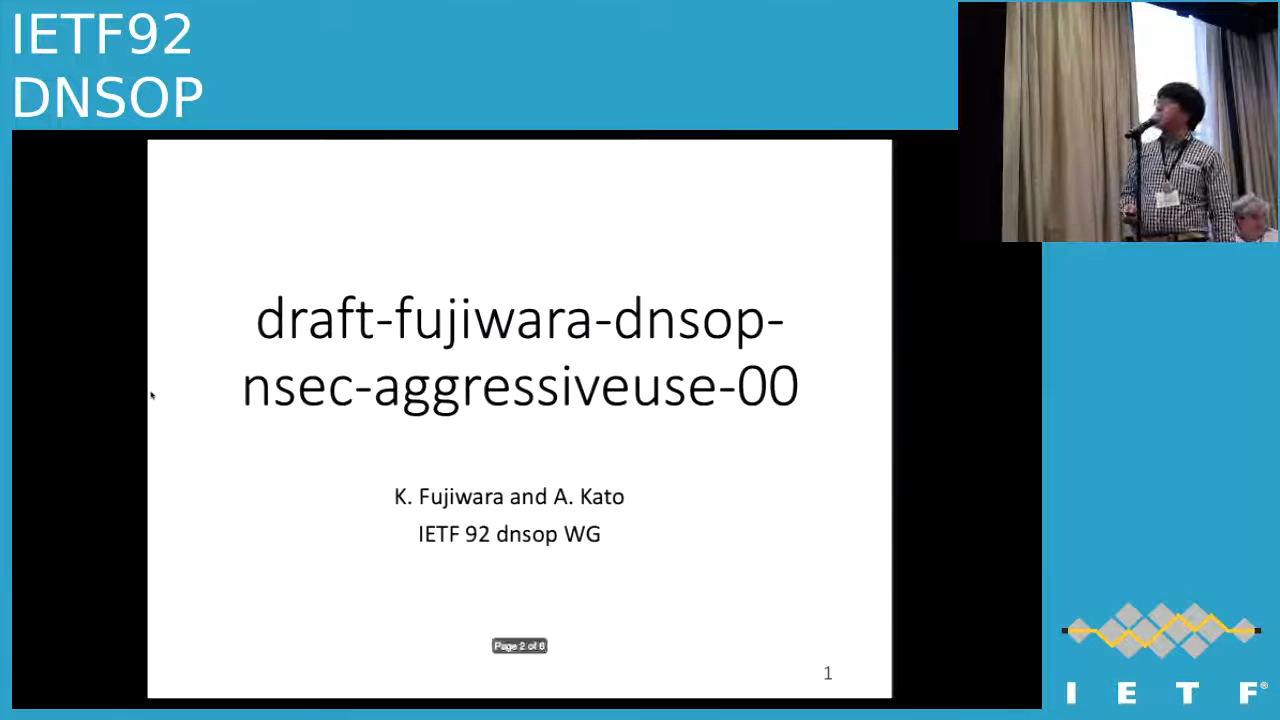 IETF92
DNSOP
draft-fujiwara-dnsop-
nsec-aggressiveuse-00
K. Fujiwara and A. Kato
IETF 92 dnsop WG
Page 2 of 6
1
I E T F®